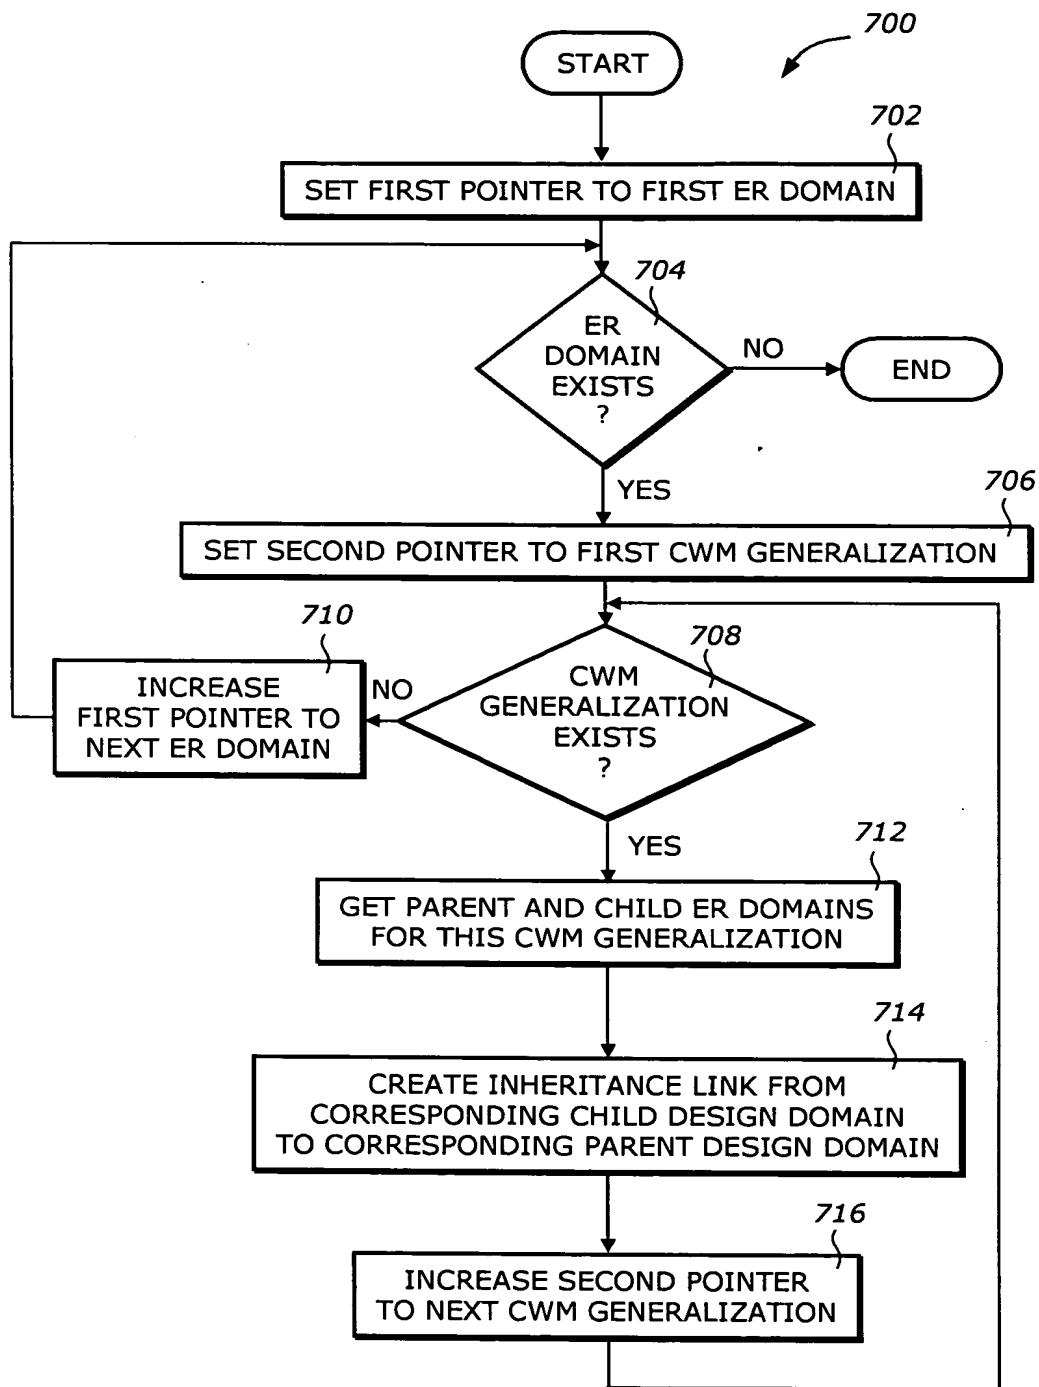 700
START
702
SET FIRST POINTER TO FIRST ER DOMAIN
704
ER
DOMAIN
EXISTS
?
NO
END
YES
706
SET SECOND POINTER TO FIRST CWM GENERALIZATION
710
INCREASE
FIRST POINTER TO
NEXT ER DOMAIN
NO
708
CWM
GENERALIZATION
EXISTS
?
YES
712
GET PARENT AND CHILD ER DOMAINS
FOR THIS CWM GENERALIZATION
714
CREATE INHERITANCE LINK FROM
CORRESPONDING CHILD DESIGN DOMAIN
TO CORRESPONDING PARENT DESIGN DOMAIN
716
INCREASE SECOND POINTER
TO NEXT CWM GENERALIZATION